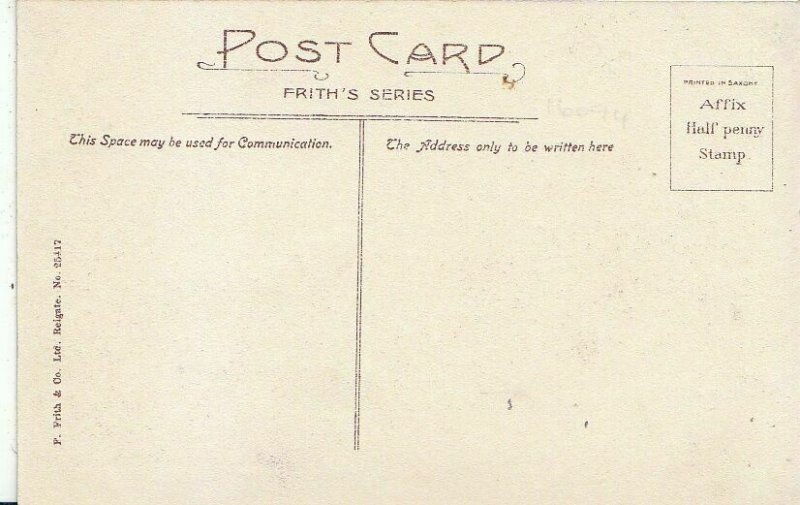 POST CARD
FRITH'S SERIES
This Space may be used for Communication.
The Address only to be written here
PRINTED IN SAXONY
Affix
Half penny
Stamp.
F. Frith & Co. Ltd. Reigate. No.